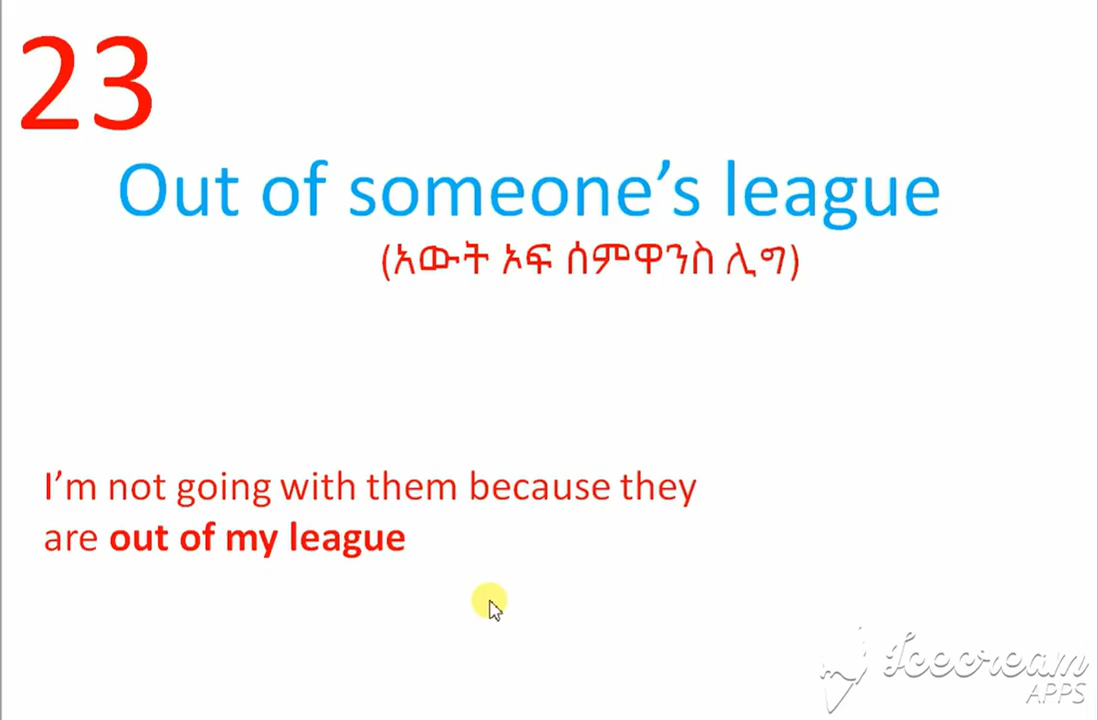 23
Out of someone’s league
(አውት ኦፍ ሰምዋንስ ሊግ)
I’m not going with them because they
are out of my league
Icecream
APPS